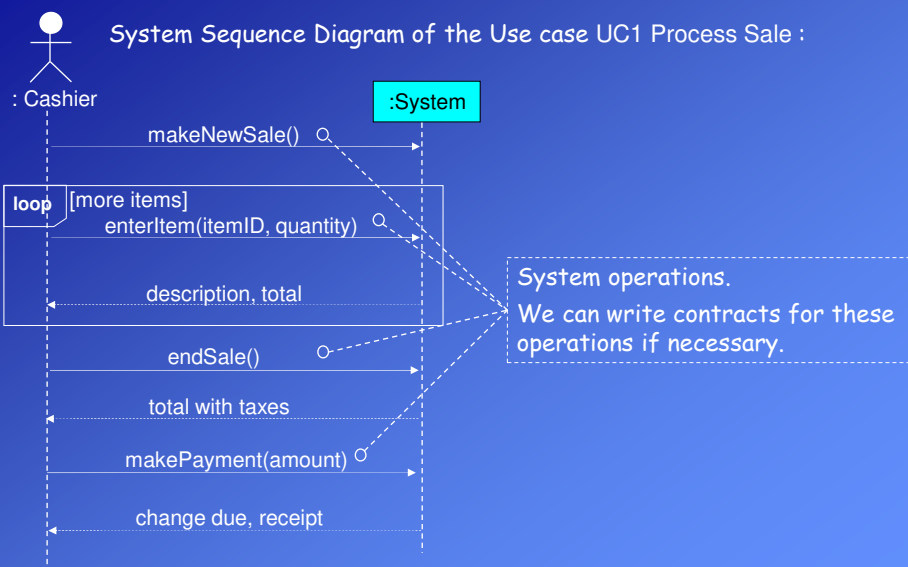 System Sequence Diagram of the Use case UC1 Process Sale :
: Cashier
:System
makeNewSale()
loop
[more items]
enterItem(itemID, quantity)
description, total
System operations.
We can write contracts for these
operations if necessary.
endSale()
total with taxes
makePayment(amount)
change due, receipt